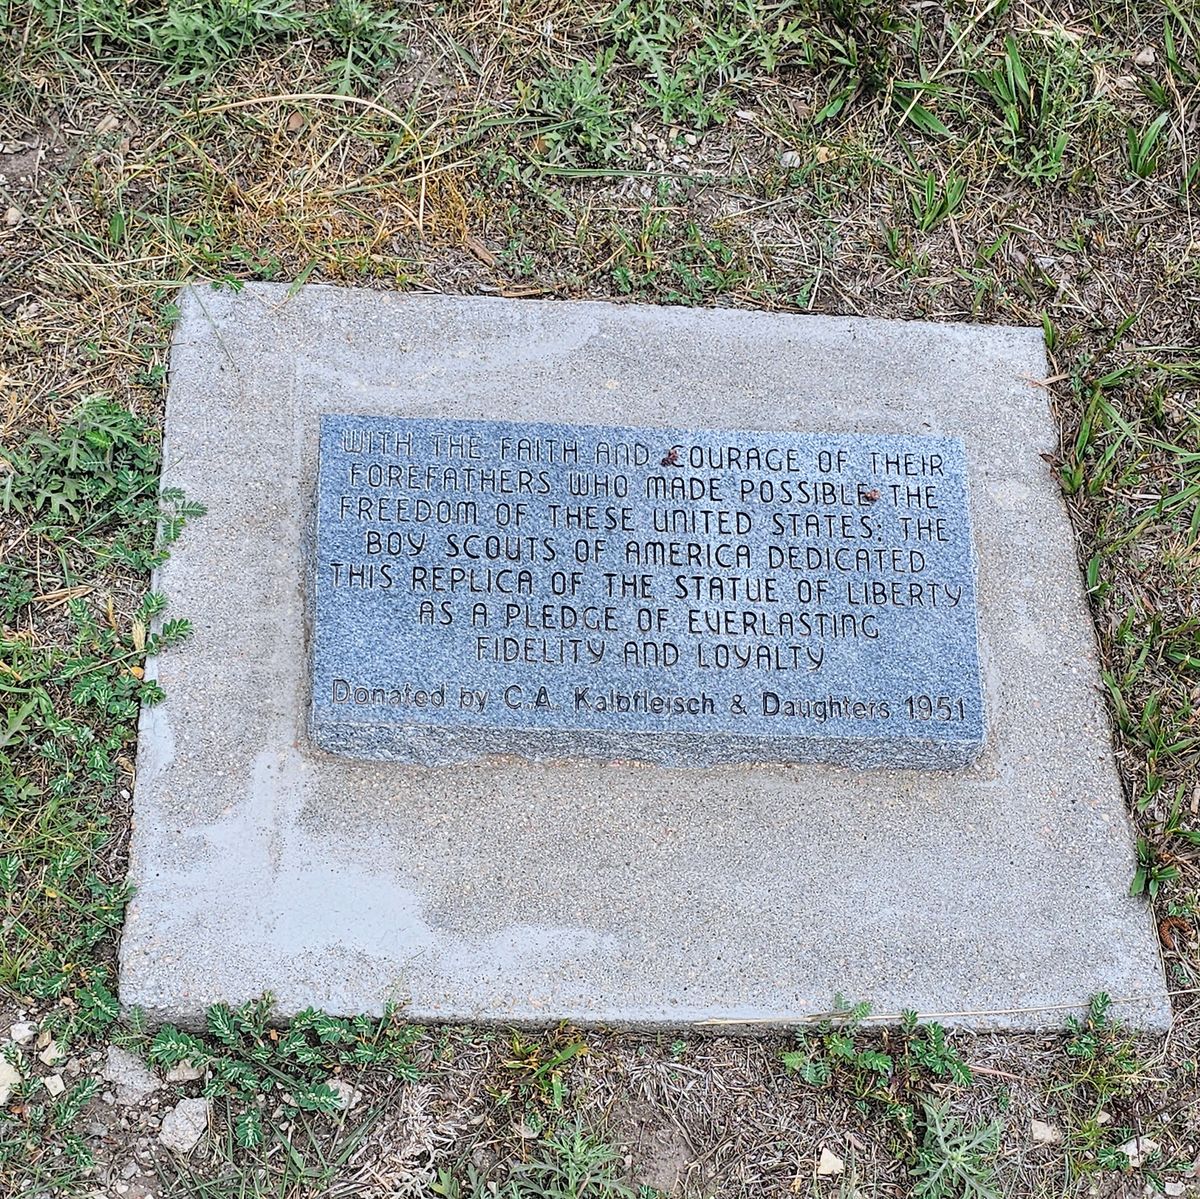 WITH THE FAITH AND COURAGE OF THEIR
FOREFATHERS WHO MADE POSSIBLE THE
FREEDOM OF THESE UNITED STATES: THE
BOY SCOUTS OF AMERICA DEDICATED
THIS REPLICA OF THE STATUE OF LIBERTY
AS A PLEDGE OF EVERLASTING
FIDELITY AND LOYALTY
Donated by C.A. Kalbfleisch & Daughters 1951